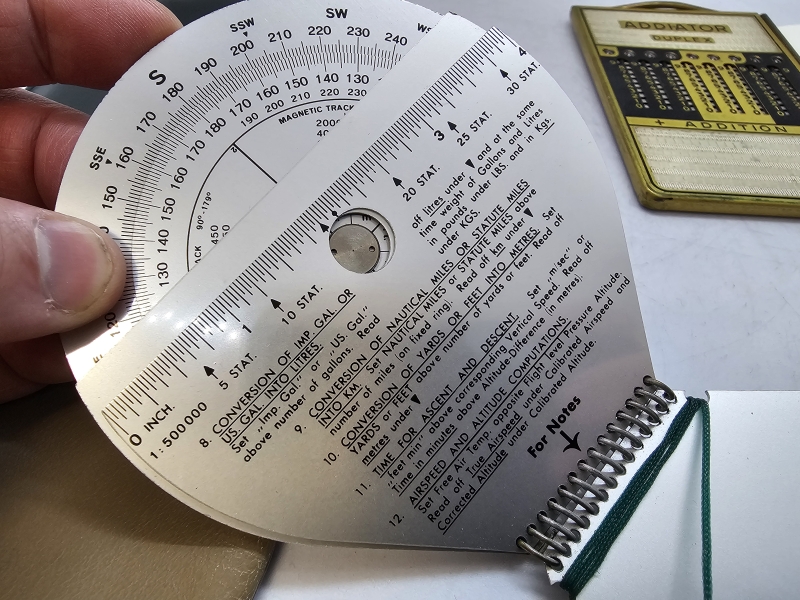 S
SSW
SW
SSE
150 160 170 180 190 200 210 220 230 240
130 140 150 160 170 180
190 200 210 220 230
MAGNETIC TRACK
90°-179°
450
0 INCH.
1
3
4
1:500 000
5 STAT.
10 STAT.
20 STAT.
25 STAT.
30 STAT.
off litres under ▼ and at the same
time weight of Gallons and Litres
in pounds under LBS. and in Kgs.
under KGS.
8. CONVERSION OF IMP. GAL. OR
US. GAL INTO LITRES.
Set "Imp. Gal" or "US. Gal."
above number of gallons. Read
9. CONVERSION OF NAUTICAL MILES OR STATUTE MILES
INTO KM. Set NAUTICAL MILES or STATUTE MILES above
number of miles (on fixed ring). Read off km under ▼
10. CONVERSION OF YARDS OR FEET INTO METRES. Set
YARDS or FEET above number of yards or feet. Read off
metres under ▼
11. TIME FOR ASCENT AND DESCENT. Set "m/sec" or
"feet min" above corresponding Vertical Speed. Read off
Time in minutes above Altitude-Difference in metres).
12. AIRSPEED AND ALTITUDE COMPUTATIONS.
Set Free Air Temp. opposite flight level Pressure Altitude.
Read off True Airspeed under Calibrated Airspeed and
Corrected Altitude under Calibrated Altitude.
For Notes
ADDIATOR
DUPLEX
+ ADDITION